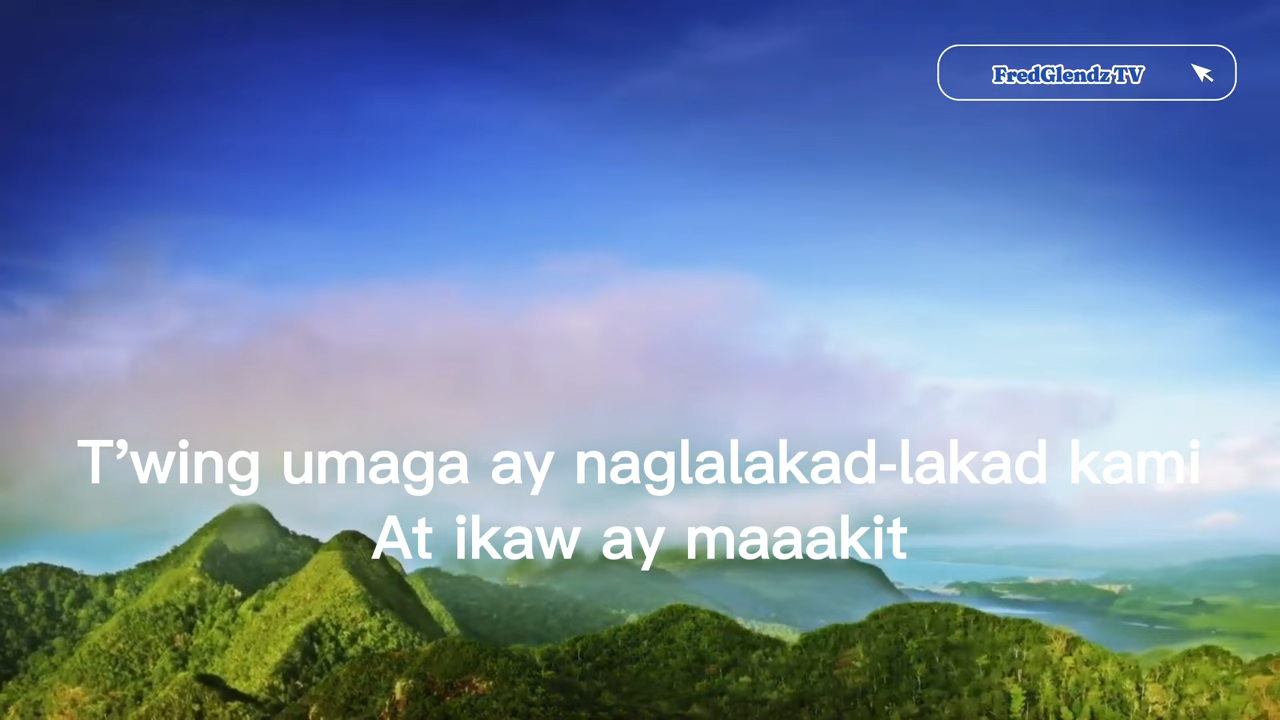 FredGlendz TV
T’wing umaga ay naglalakad-lakad kami
At ikaw ay maaakit